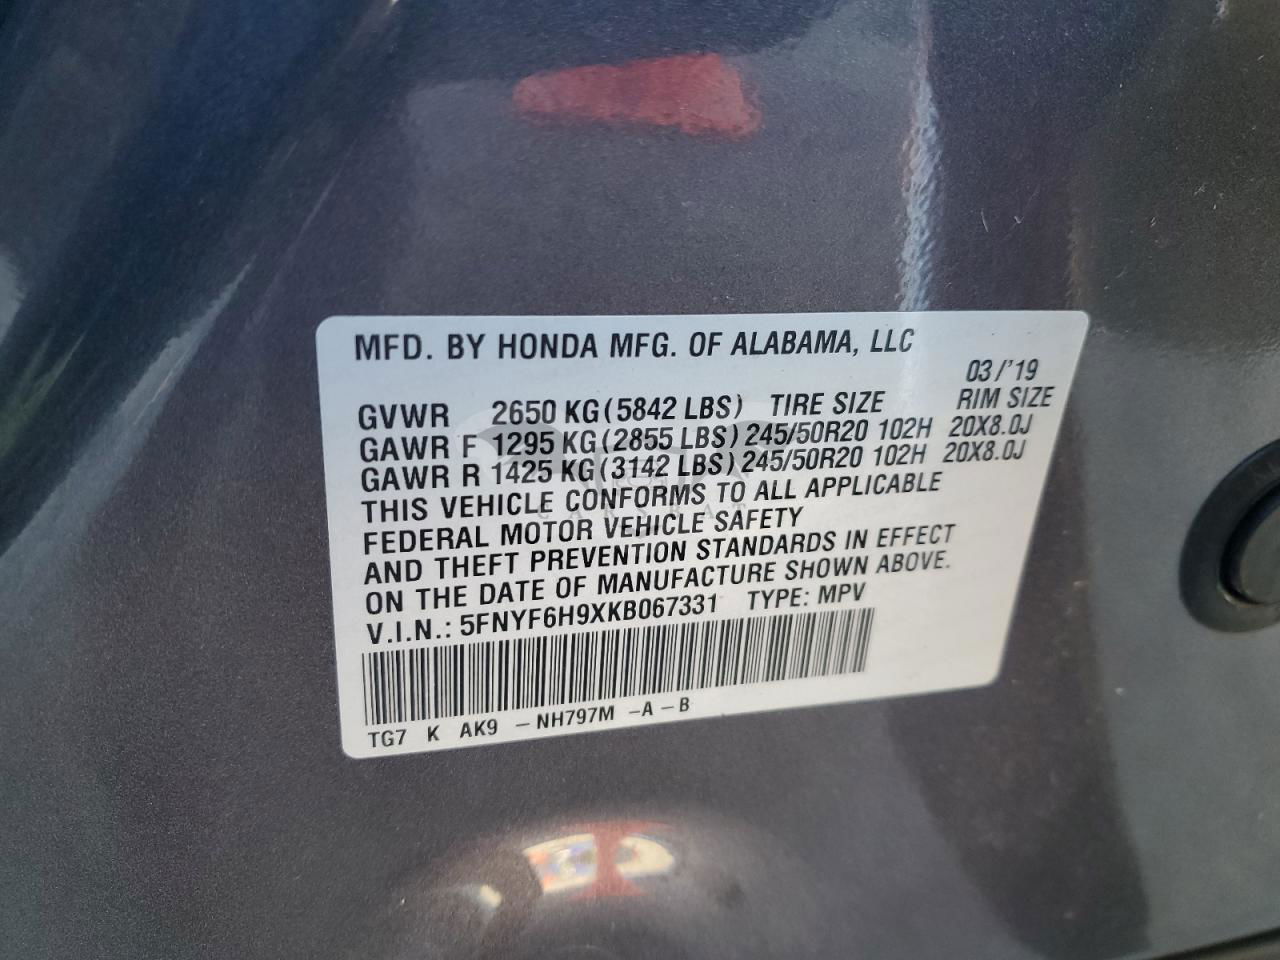 MFD. BY HONDA MFG. OF ALABAMA, LLC
03/'19
GVWR 2650 KG(5842 LBS) TIRE SIZE RIM SIZE
GAWR F 1295 KG(2855 LBS) 245/50R20 102H 20X8.0J
GAWR R 1425 KG(3142 LBS) 245/50R20 102H 20X8.0J
THIS VEHICLE CONFORMS TO ALL APPLICABLE
FEDERAL MOTOR VEHICLE SAFETY
AND THEFT PREVENTION STANDARDS IN EFFECT
ON THE DATE OF MANUFACTURE SHOWN ABOVE.
V.I.N.: 5FNYF6H9XKB067331 TYPE: MPV
TG7 K AK9 -NH797M -A-B